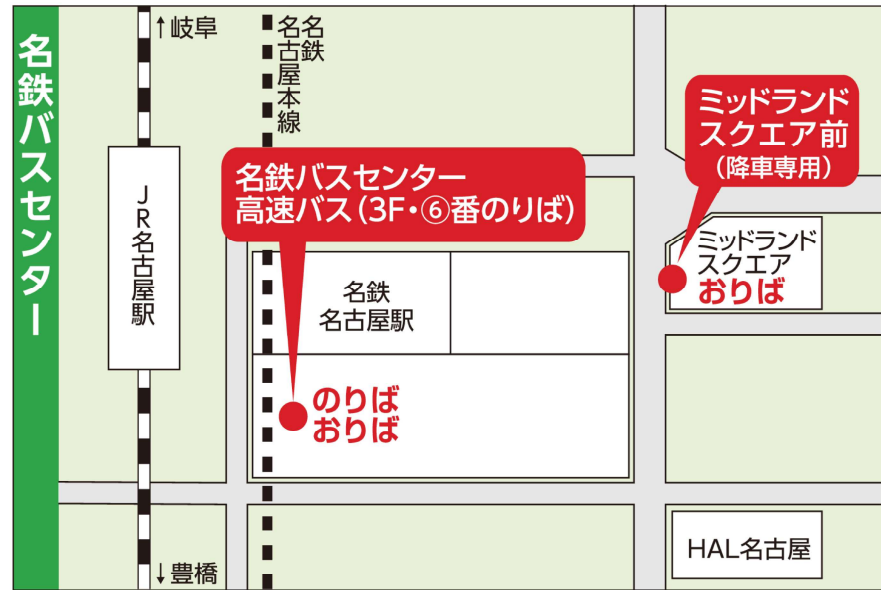 名鉄バスセンター
↑岐阜
名鉄
名古屋本線
ミッドランド
スクエア前
（降車専用）
名鉄バスセンター
高速バス（3F・⑥番のりば）
JR名古屋駅
ミッドランド
スクエア
おりば
名鉄
名古屋駅
のりば
おりば
HAL名古屋
↓豊橋